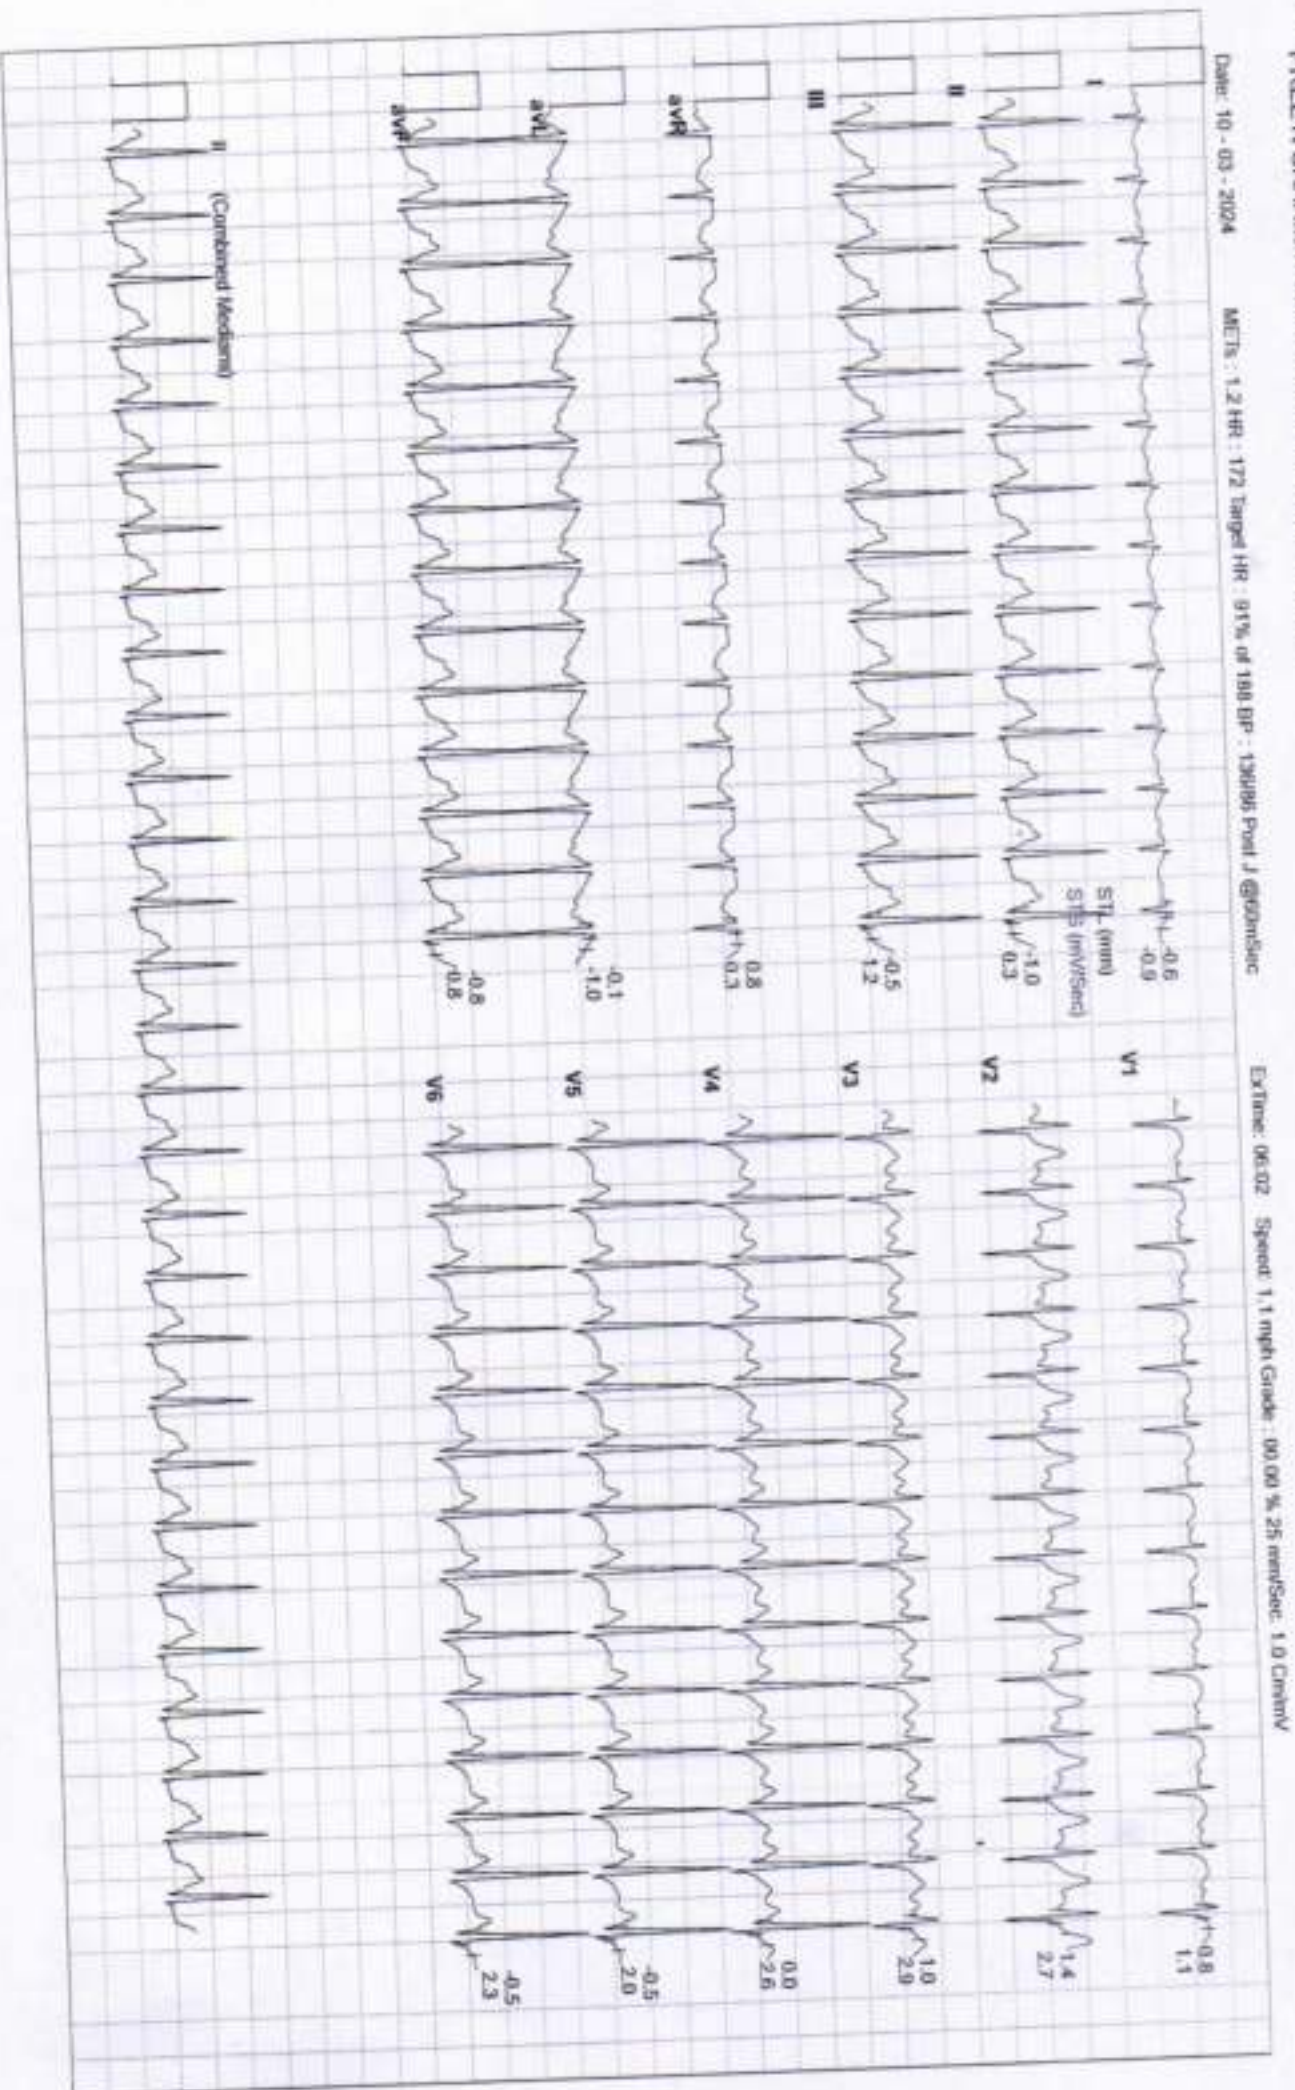 Date: 10 - 03 - 2024 METs : 1.2 HR : 172 Target HR : 91% of 188 BP : 136/86 Post J @60mSec ExTime: 06:02 Speed: 1.1 mph Grade : 00.00 % 25 mm/Sec. 1.0 Cm/mV
I
-0.6
-0.9
STL (mm)
STS (mV/Sec)
II
-1.0
0.3
III
-0.5
1.2
avR
0.8
0.3
avL
-0.1
-1.0
avF
-0.8
0.8
V1
0.8
1.1
V2
1.4
2.7
V3
1.0
2.9
V4
0.0
2.6
V5
-0.5
2.0
V6
-0.5
2.3
II (Combined Medians)